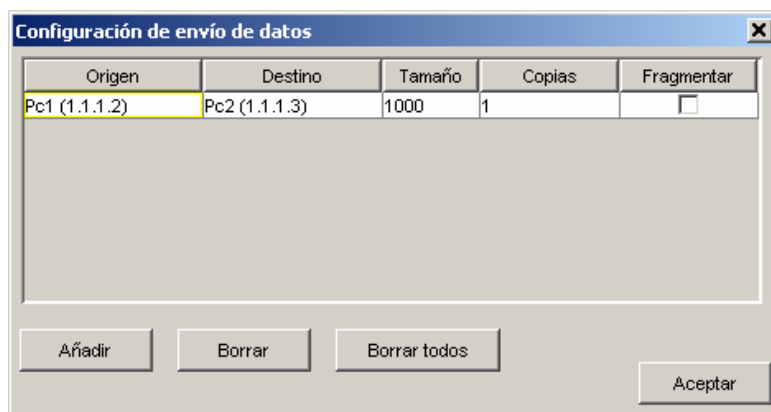 Configuración de envío de datos
Origen Destino Tamaño Copias Fragmentar
Pc1 (1.1.1.2) Pc2 (1.1.1.3) 1000 1
Añadir Borrar Borrar todos
Aceptar